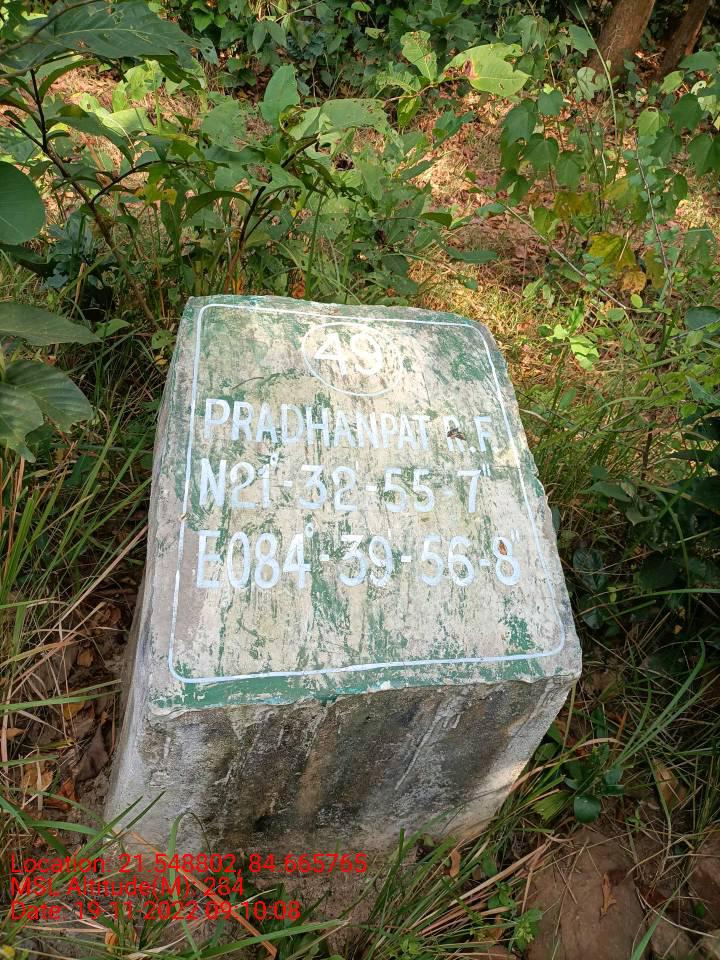 49
PRADHANPAT R.F
N21°-32'-55-7"
E084°-39'-56-8"
Location: 21.548802, 84.665765
MSL Altitude(M): 284
Date: 19-11-2022 09:10:08